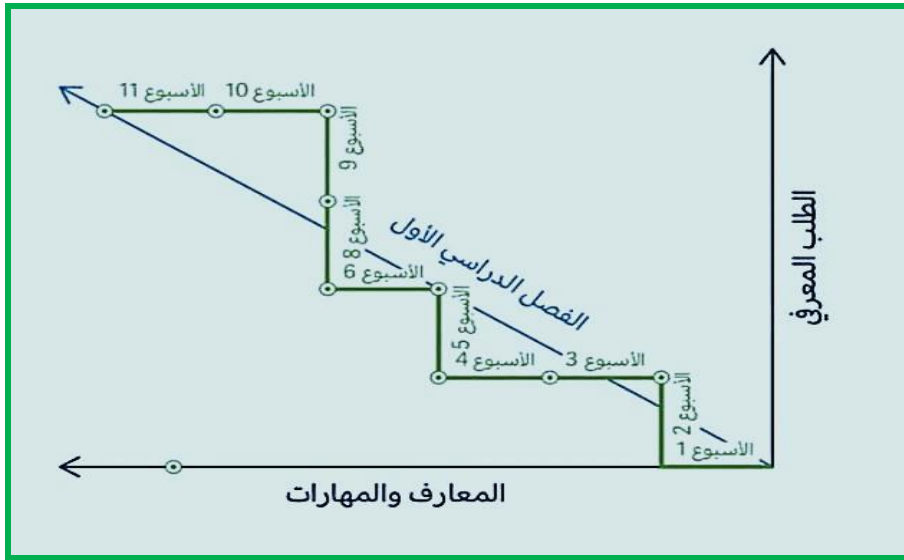 الأسبوع 11
الأسبوع 10
الأسبوع 9
الأسبوع 8
الأسبوع 6
الأسبوع 5
الأسبوع 4
الأسبوع 3
الأسبوع 2
الأسبوع 1
الفصل الدراسي الأول
الطلب المعرفي
المعارف والمهارات